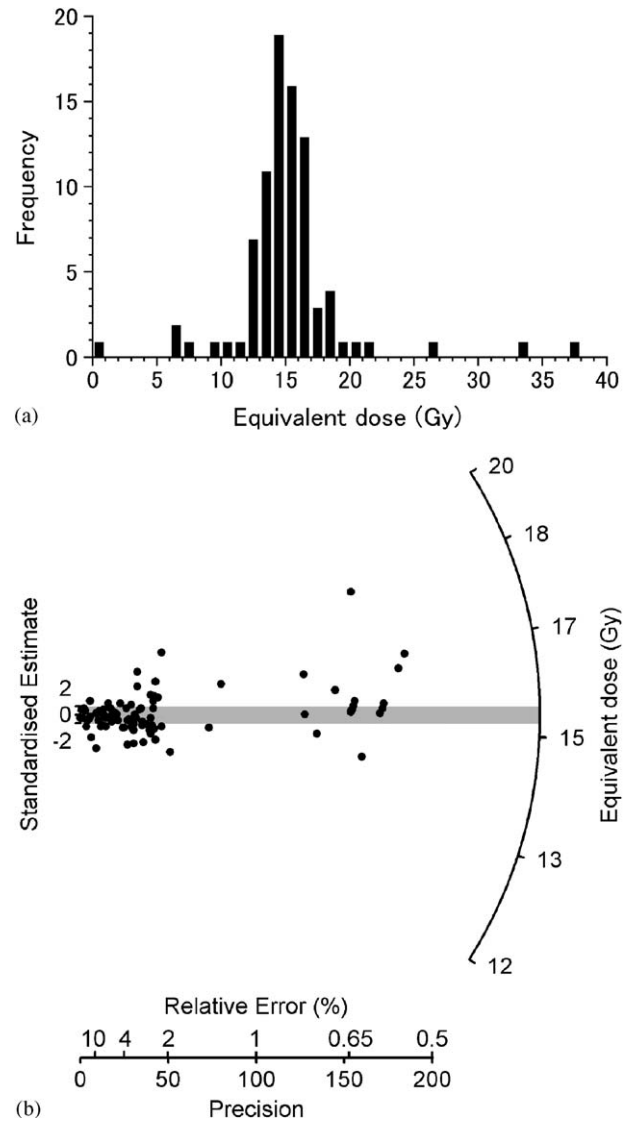 20
15
10
5
0
Frequency
0 5 10 15 20 25 30 35 40
Equivalent dose (Gy)
(a)
20
18
17
15
13
12
Equivalent dose (Gy)
Standardised Estimate
2
0
-2
Relative Error (%)
10 4 2 1 0.65 0.5
0 50 100 150 200
Precision
(b)